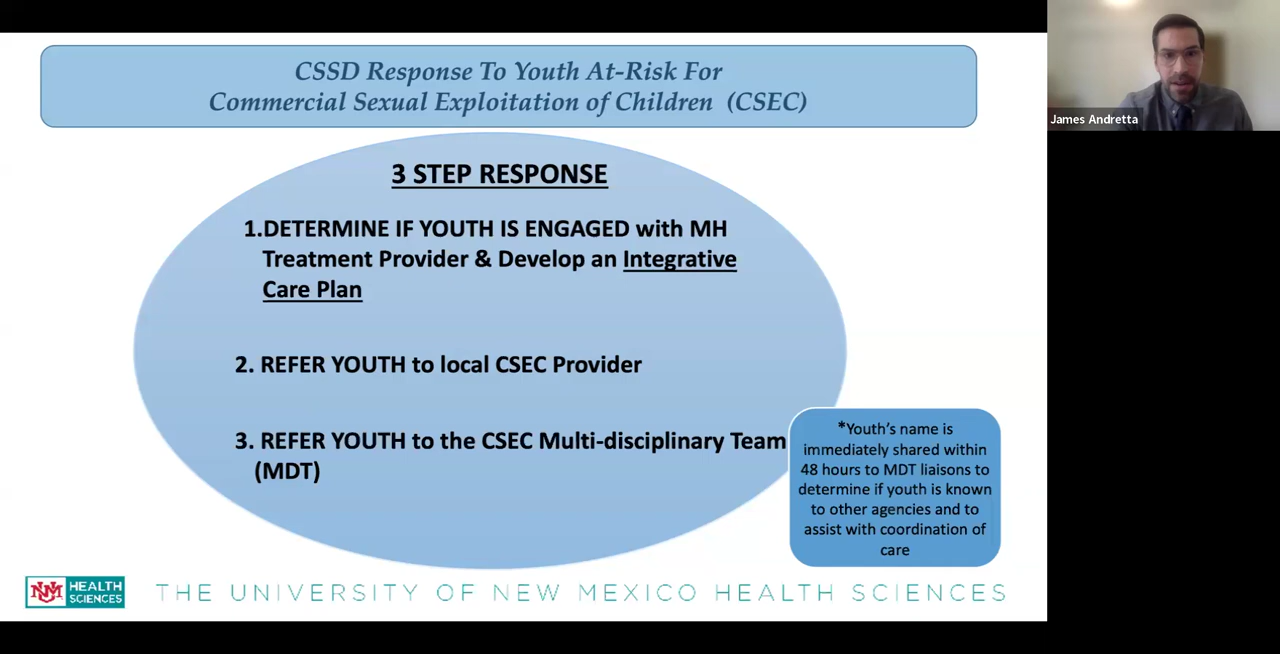 CSSD Response To Youth At-Risk For
Commercial Sexual Exploitation of Children (CSEC)
3 STEP RESPONSE
1.DETERMINE IF YOUTH IS ENGAGED with MH
Treatment Provider & Develop an Integrative
Care Plan
2. REFER YOUTH to local CSEC Provider
3. REFER YOUTH to the CSEC Multi-disciplinary Team
(MDT)
*Youth's name is
immediately shared within
48 hours to MDT liaisons to
determine if youth is known
to other agencies and to
assist with coordination of
care
UNM HEALTH
SCIENCES
THE UNIVERSITY OF NEW MEXICO HEALTH SCIENCES
James Andretta